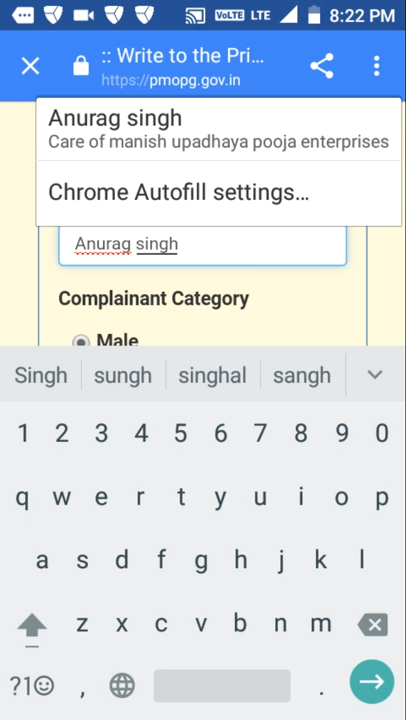 VoLTE LTE 8:22 PM
:: Write to the Pri...
https://pmopg.gov.in
Anurag singh
Care of manish upadhaya pooja enterprises
Chrome Autofill settings...
Anurag singh
Complainant Category
Male
Singh sungh singhal sangh
1 2 3 4 5 6 7 8 9 0
q w e r t y u i o p
a s d f g h j k l
z x c v b n m
?1☺ , .